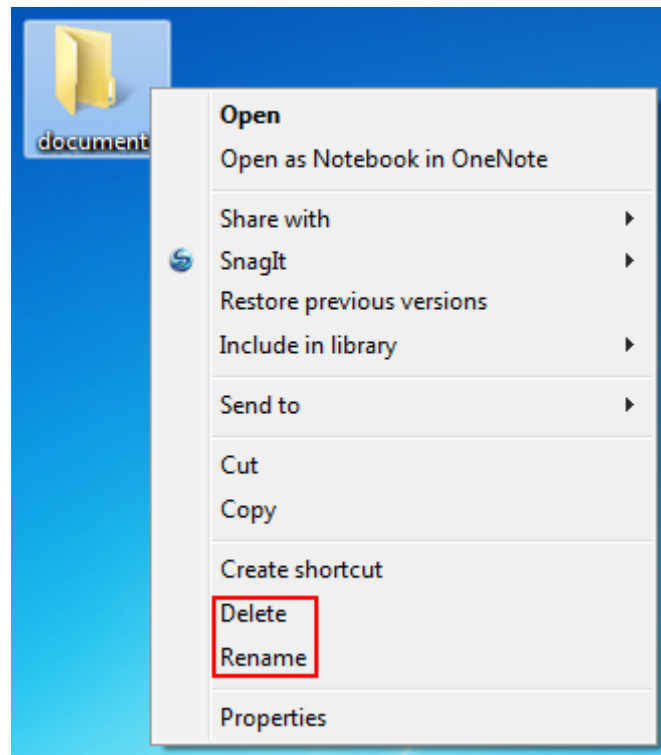 document
Open
Open as Notebook in OneNote
Share with
SnagIt
Restore previous versions
Include in library
Send to
Cut
Copy
Create shortcut
Delete
Rename
Properties